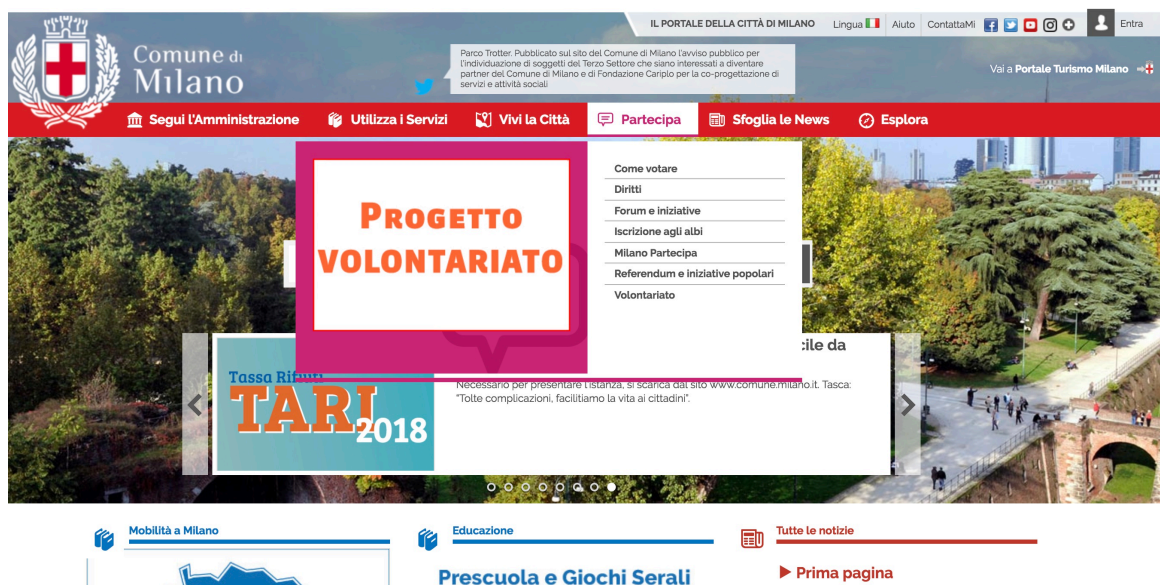 IL PORTALE DELLA CITTÀ DI MILANO Lingua Aiuto ContattaMi Entra
Comune di
Milano
Parco Trotter. Pubblicato sul sito del Comune di Milano l'avviso pubblico per
l'individuazione di soggetti del Terzo Settore che siano interessati a diventare
partner del Comune di Milano e di Fondazione Cariplo per la co-progettazione di
servizi e attività sociali
Vai a Portale Turismo Milano
Segui l'Amministrazione Utilizza i Servizi Vivi la Città Partecipa Sfoglia le News Esplora
PROGETTO
VOLONTARIATO
Come votare
Diritti
Forum e iniziative
Iscrizione agli albi
Milano Partecipa
Referendum e iniziative popolari
Volontariato
cile da
Tassa Rifiuti
TARI
2018
Necessario per presentare l'istanza, si scarica dal sito www.comune.milano.it. Tasca:
"Tolte complicazioni, facilitiamo la vita ai cittadini".
Mobilità a Milano
Educazione
Prescuola e Giochi Serali
Tutte le notizie
Prima pagina